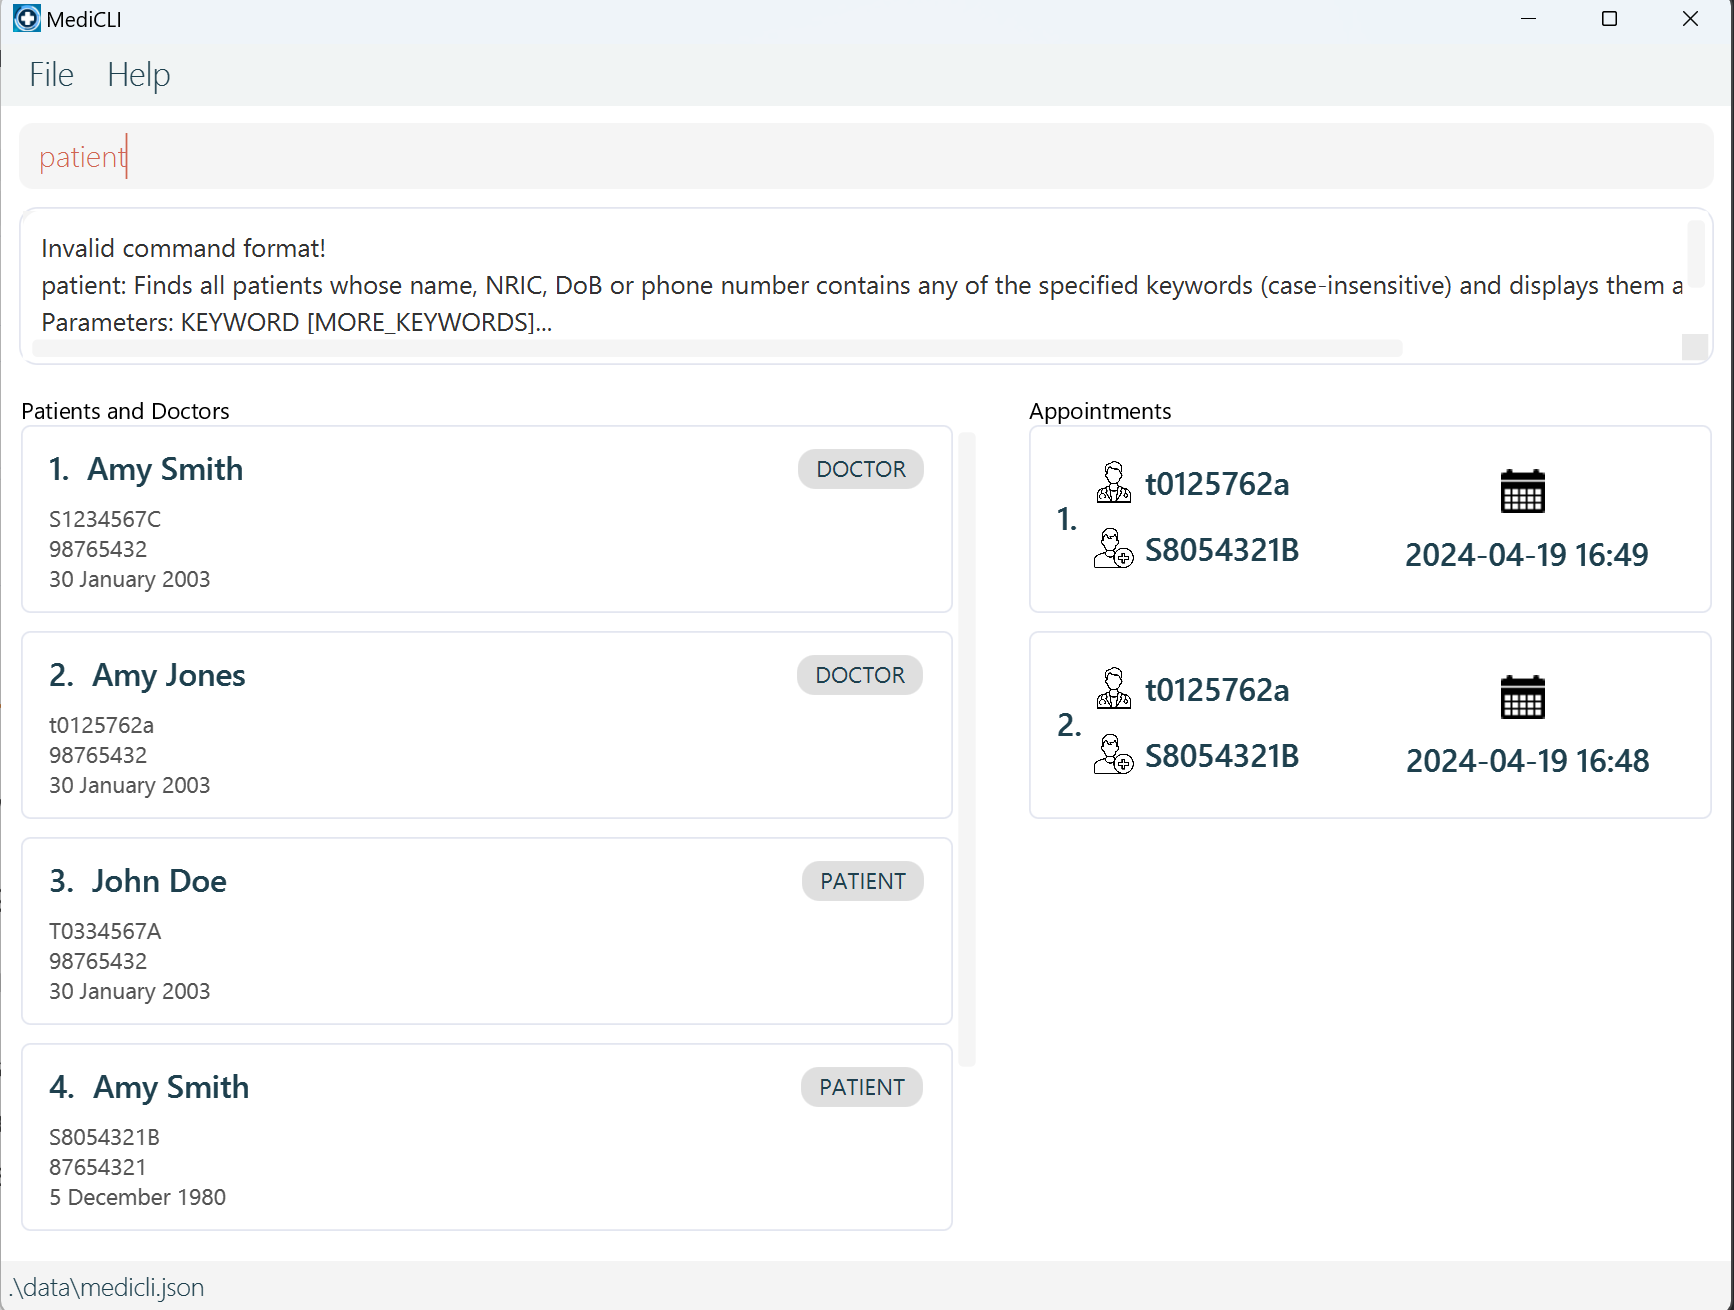 MediCLI
File Help
patient
Invalid command format!
patient: Finds all patients whose name, NRIC, DoB or phone number contains any of the specified keywords (case-insensitive) and displays them a
Parameters: KEYWORD [MORE_KEYWORDS]...
Patients and Doctors
1. Amy Smith
DOCTOR
S1234567C
98765432
30 January 2003
2. Amy Jones
DOCTOR
t0125762a
98765432
30 January 2003
3. John Doe
PATIENT
T0334567A
98765432
30 January 2003
4. Amy Smith
PATIENT
S8054321B
87654321
5 December 1980
Appointments
1.
t0125762a
S8054321B
2024-04-19 16:49
2.
t0125762a
S8054321B
2024-04-19 16:48
.\data\medicli.json